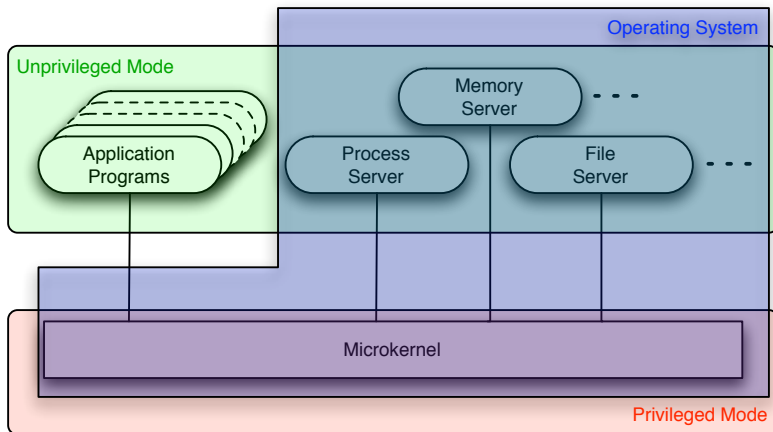 Operating System
Unprivileged Mode
Memory
Server
Application
Programs
Process
Server
File
Server
Microkernel
Privileged Mode